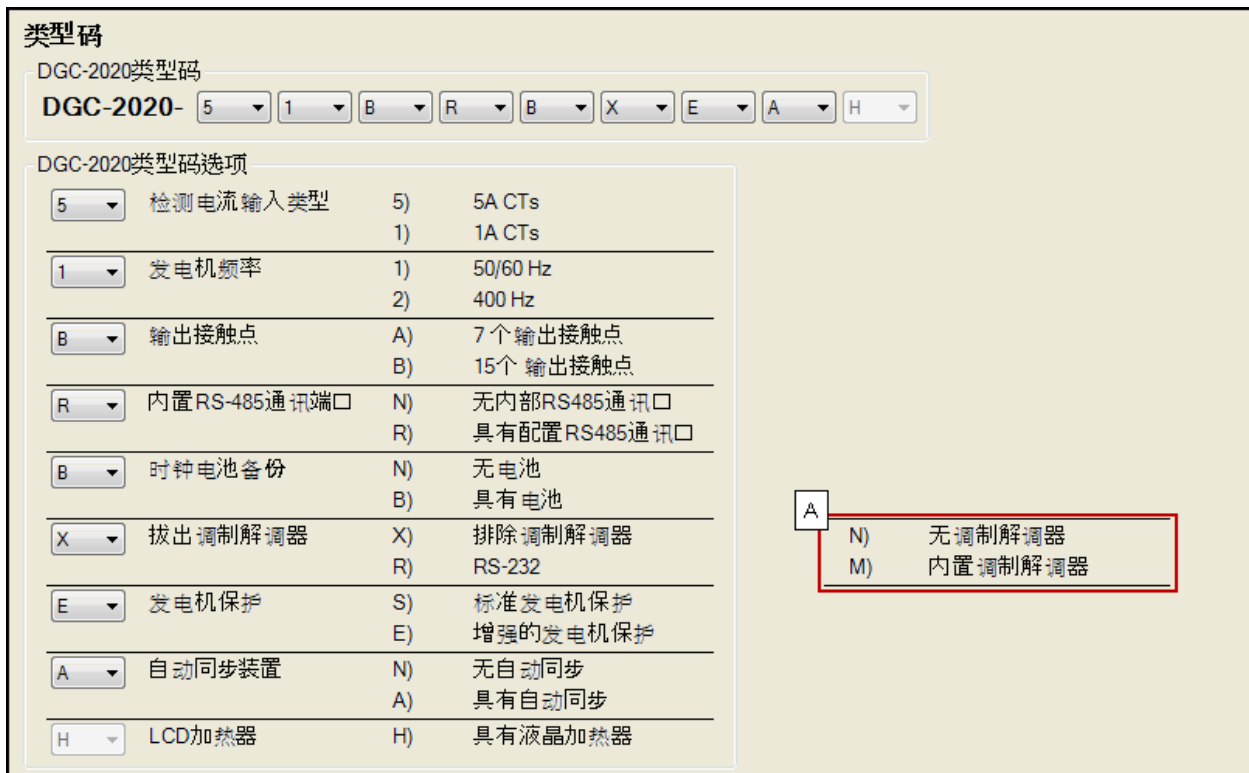 类型码
DGC-2020类型码
DGC-2020- 5 1 B R B X E A H
DGC-2020类型码选项
5 检测电流输入类型 5) 5A CTs
1) 1A CTs
1 发电机频率 1) 50/60 Hz
2) 400 Hz
B 输出接触点 A) 7个输出接触点
B) 15个 输出接触点
R 内置RS-485通讯端口 N) 无内部RS485通讯口
R) 具有配置RS485通讯口
B 时钟电池备份 N) 无电池
B) 具有电池
X 拔出调制解调器 X) 排除调制解调器
R) RS-232
A
N) 无调制解调器
M) 内置调制解调器
E 发电机保护 S) 标准发电机保护
E) 增强的发电机保护
A 自动同步装置 N) 无自动同步
A) 具有自动同步
H LCD加热器 H) 具有液晶加热器